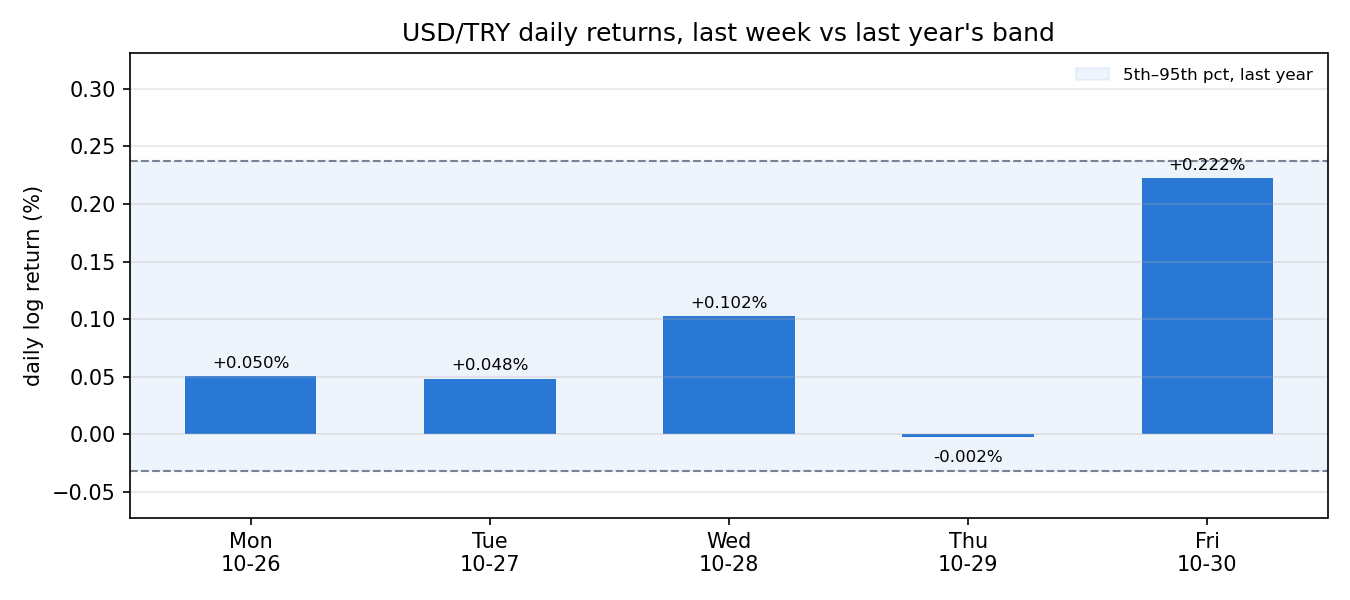 USD/TRY daily returns, last week vs last year's band
5th–95th pct, last year
daily log return (%)
0.30
0.25
0.20
0.15
0.10
0.05
0.00
−0.05
+0.050%
+0.048%
+0.102%
-0.002%
+0.222%
Mon
10-26
Tue
10-27
Wed
10-28
Thu
10-29
Fri
10-30